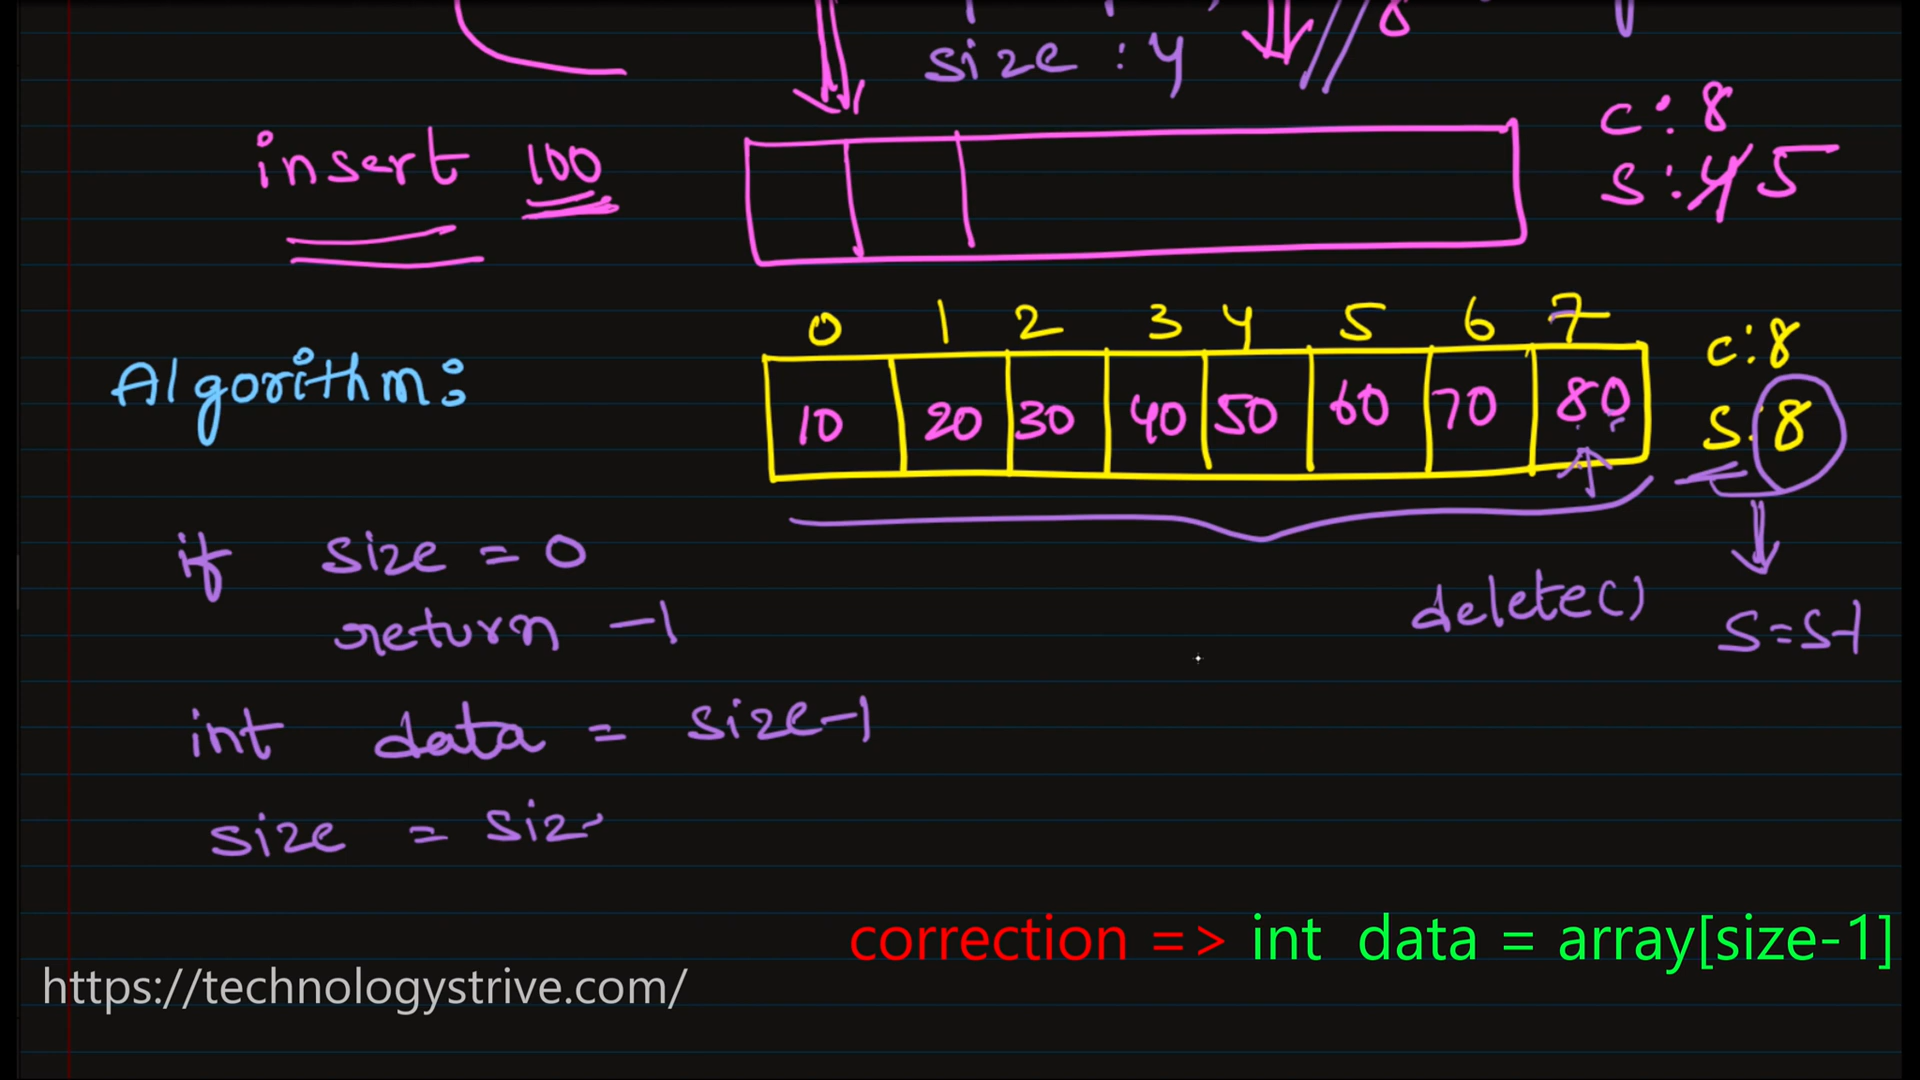 size : 4
8
insert 100
c: 8
s: 4 5
0 1 2 3 4 5 6 7
Algorithm:
10 20 30 40 50 60 70 80
c: 8
s: 8
if size = 0
return -1
delete()
s=s-1
int data = size-1
size = siz
correction => int data = array[size-1]
https://technologystrive.com/